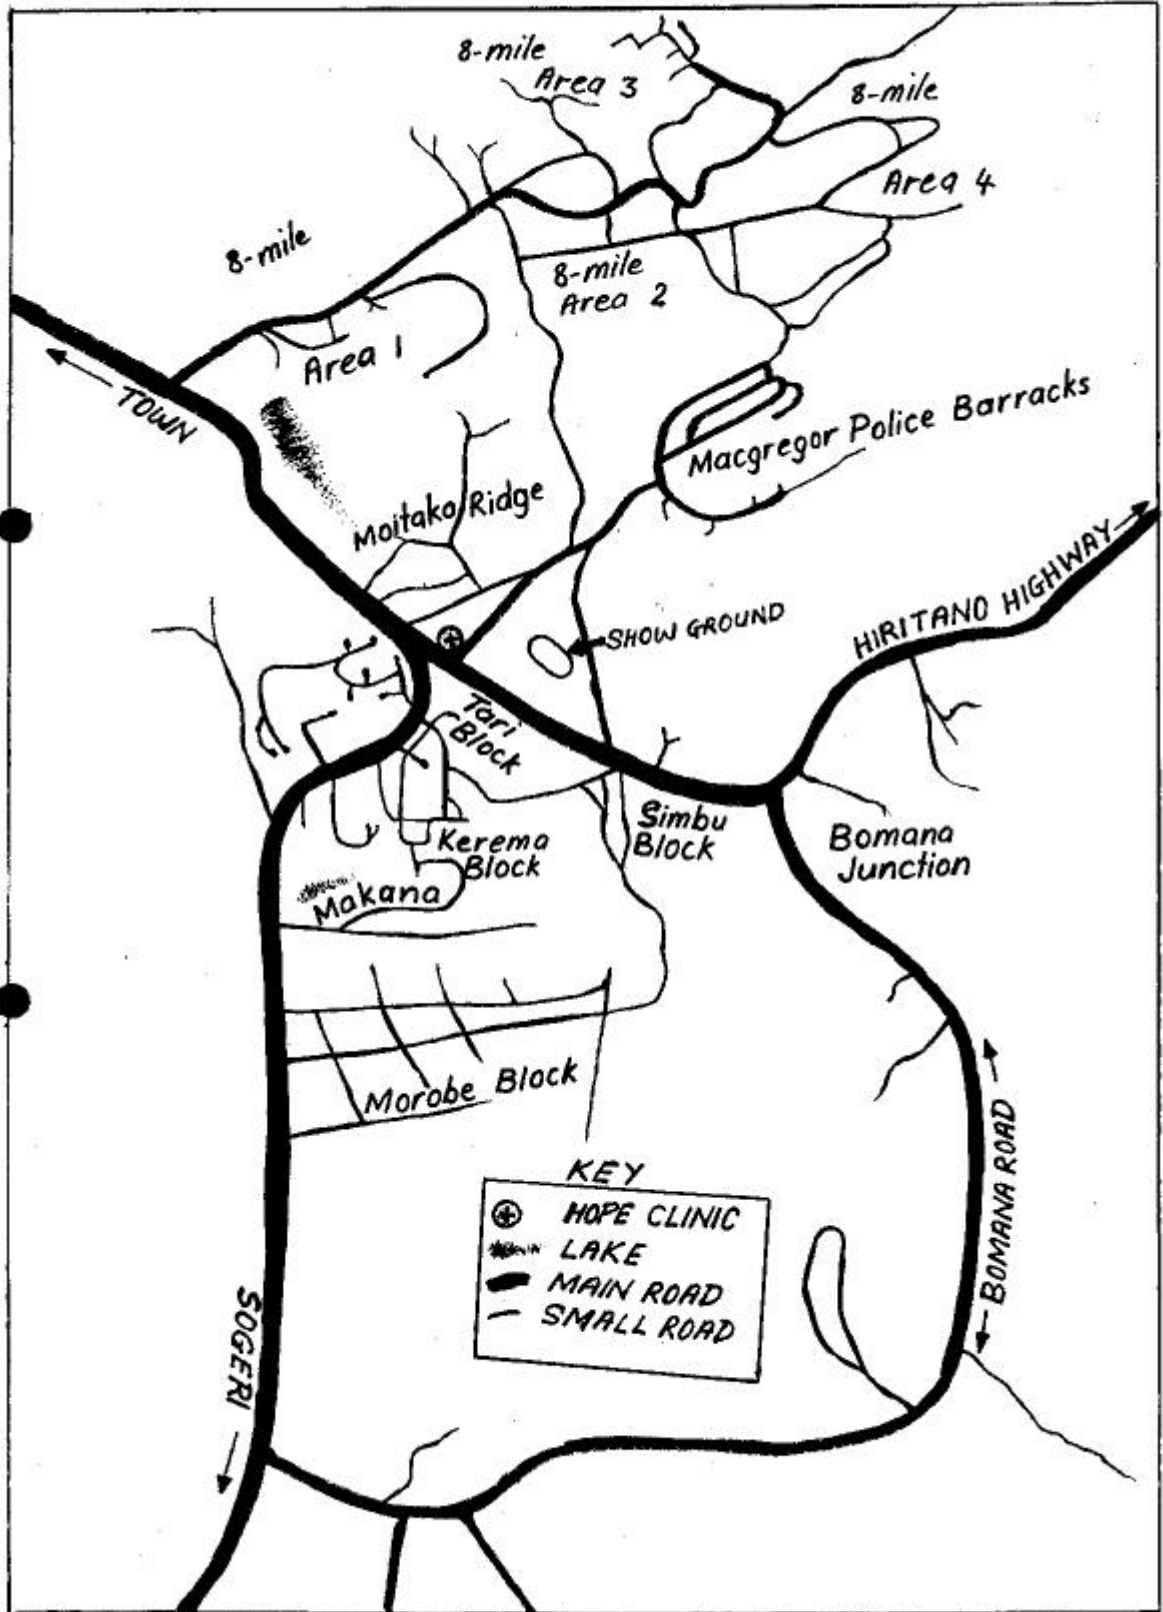 8-mile
Area 3
8-mile
Area 4
8-mile
8-mile
Area 2
Area 1
TOWN
Macgregor Police Barracks
Moitako Ridge
HIRITANO HIGHWAY
SHOW GROUND
Tari
Block
Simbu
Block
Kerema
Block
Bomana
Junction
Makana
Morobe Block
BOMANA ROAD
SOGERI
KEY
HOPE CLINIC
LAKE
MAIN ROAD
SMALL ROAD